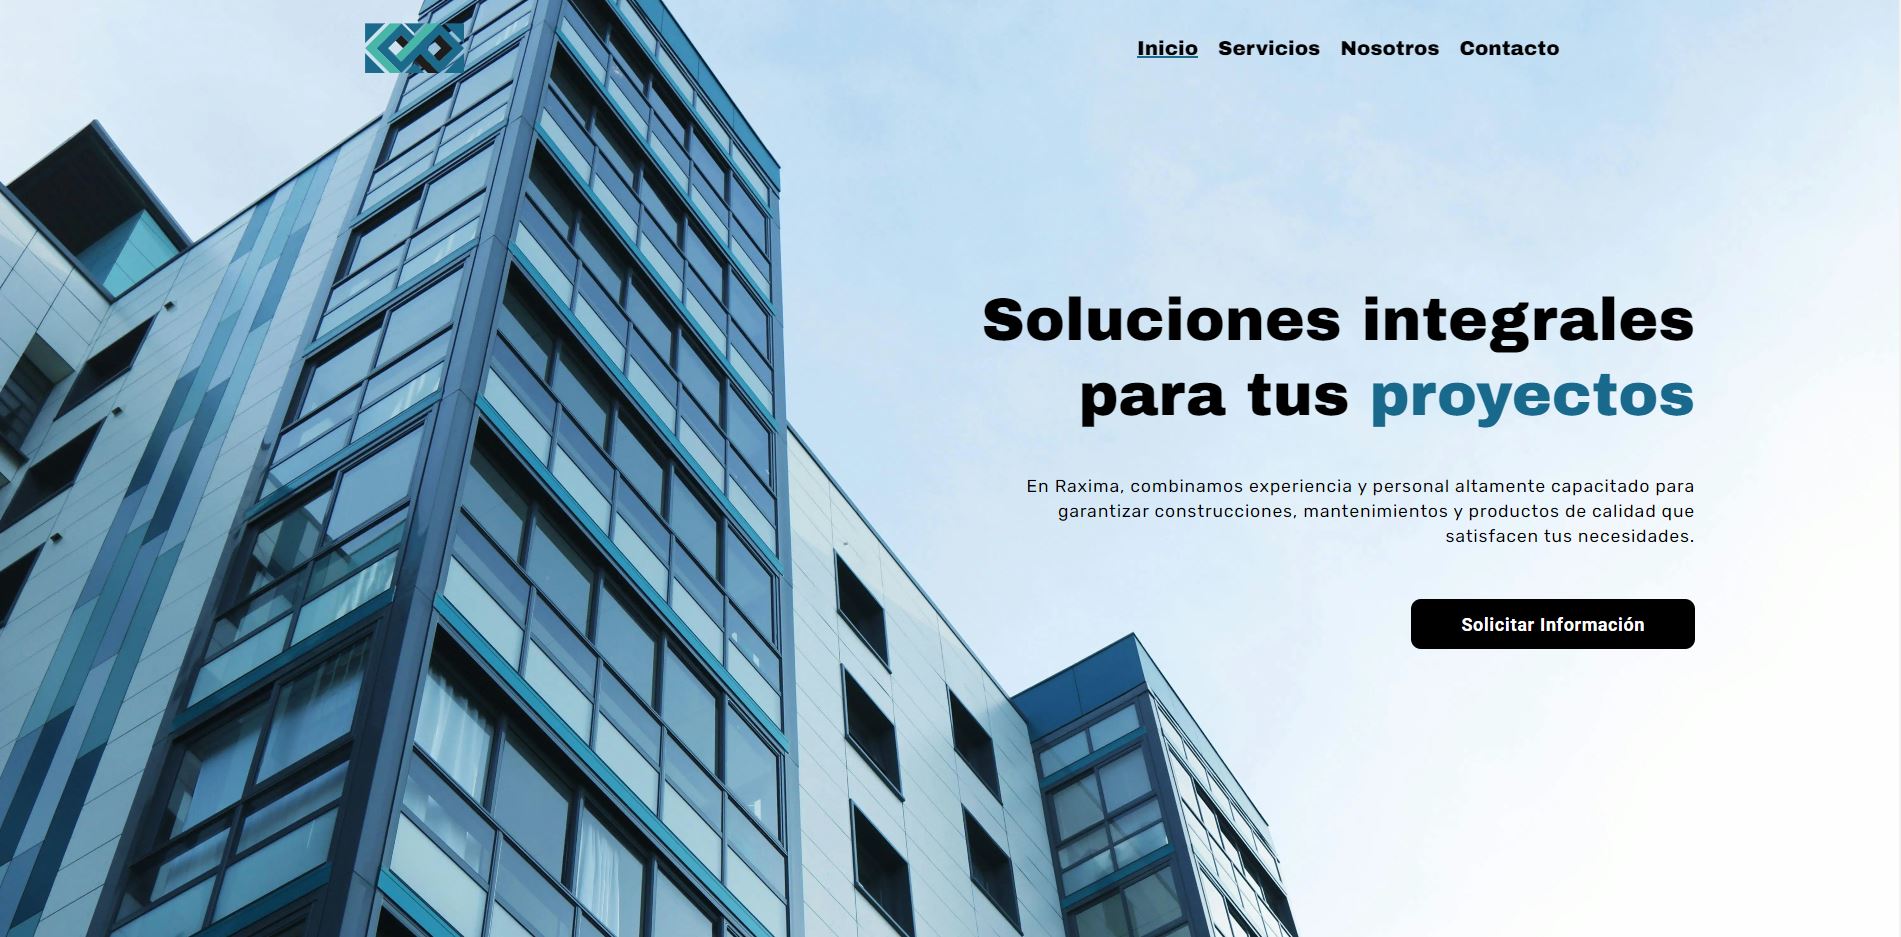 Inicio Servicios Nosotros Contacto
Soluciones integrales
para tus proyectos
En Raxima, combinamos experiencia y personal altamente capacitado para
garantizar construcciones, mantenimientos y productos de calidad que
satisfacen tus necesidades.
Solicitar Información